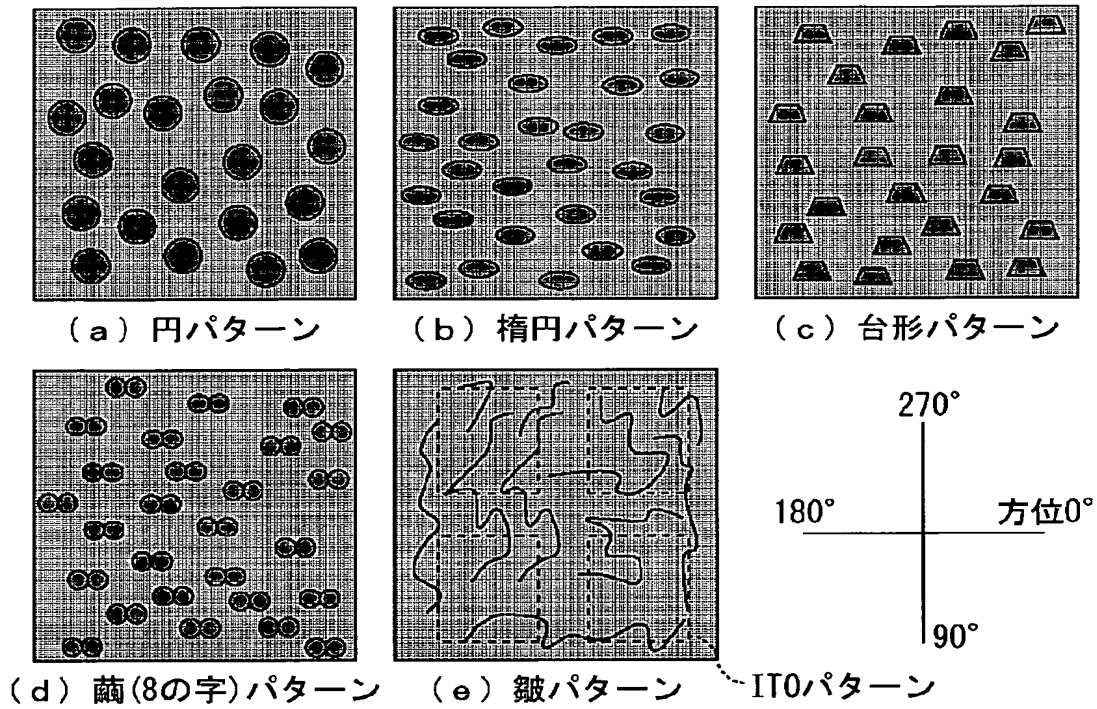 (a) 円パターン
(b) 楕円パターン
(c) 台形パターン
(d) 繭(8の字)パターン
(e) 皺パターン
ITOパターン
270°
180°
方位0°
90°